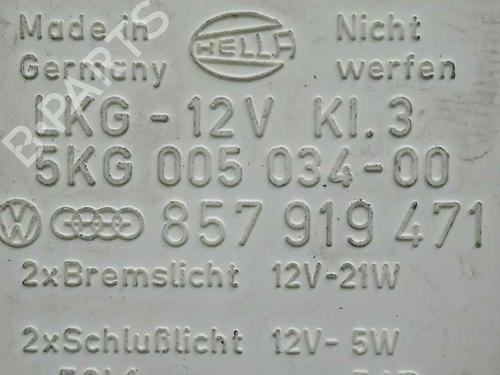 Made in Nicht
HELLA
Germany werfen
LKG - 12V Kl.3
5KG 005 034-00
857 919 471
2xBremslicht 12V-21W
2xSchlußlicht 12V- 5W
B-PARTS